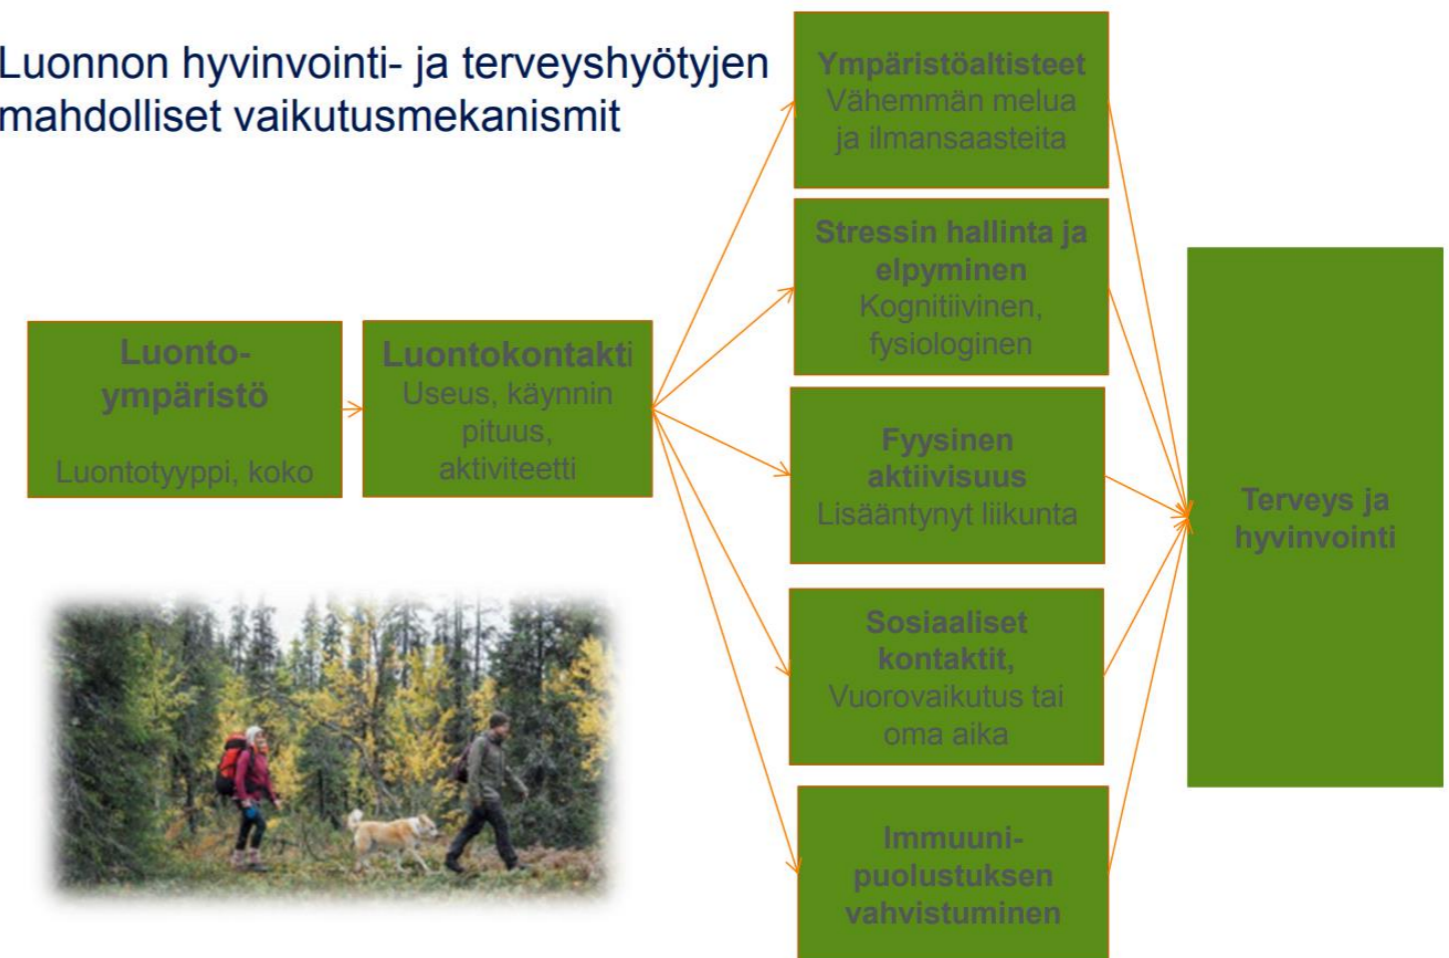 Luonnon hyvinvointi- ja terveyshyötyjen
mahdolliset vaikutusmekanismit
Luonto-
ympäristö
Luontotyyppi, koko
Luontokontakti
Useus, käynnin
pituus,
aktiviteetti
Ympäristöaltisteet
Vähemmän melua
ja ilmansaasteita
Stressin hallinta ja
elpyminen
Kognitiivinen,
fysiologinen
Fyysinen
aktiivisuus
Lisääntynyt liikunta
Sosiaaliset
kontaktit,
Vuorovaikutus tai
oma aika
Immuuni-
puolustuksen
vahvistuminen
Terveys ja
hyvinvointi